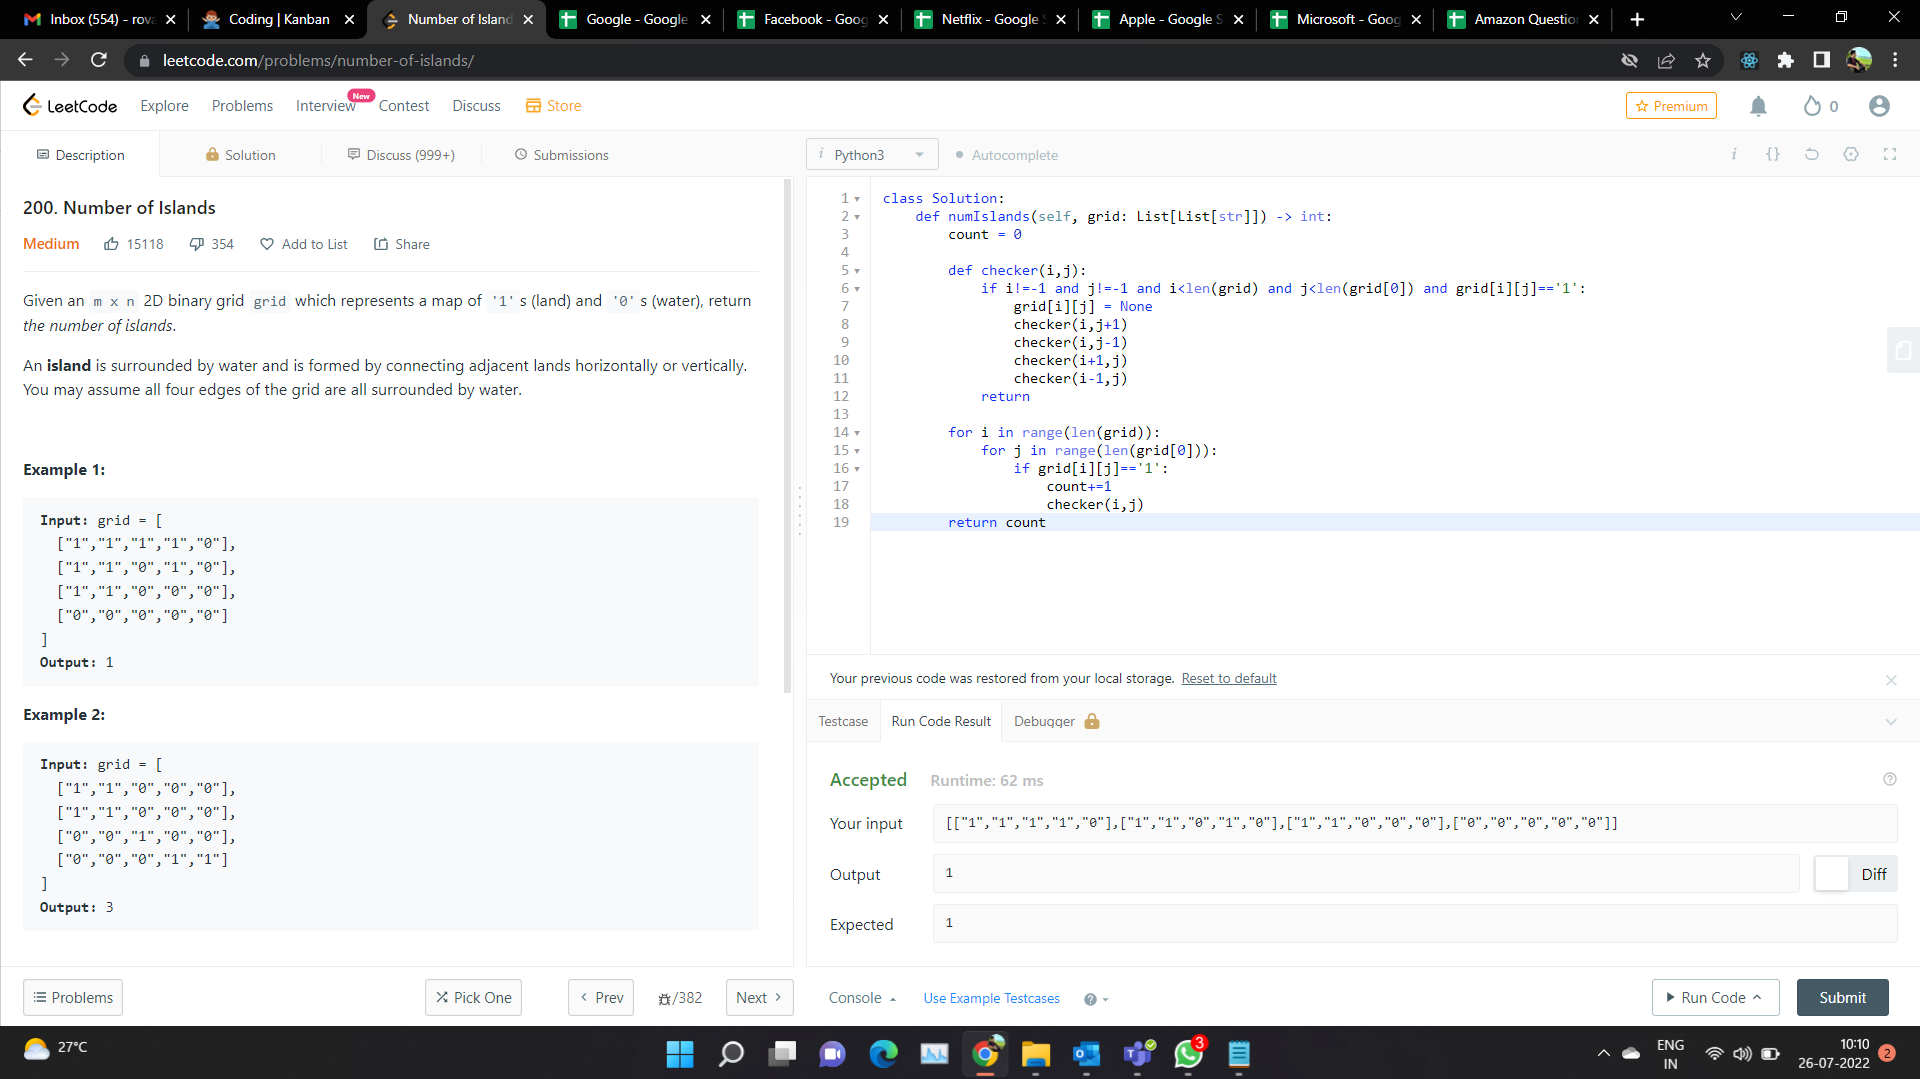 Inbox (554) - rova
Coding | Kanban
Number of Island
Google - Google
Facebook - Goog
Netflix - Google S
Apple - Google S
Microsoft - Goog
Amazon Question
leetcode.com/problems/number-of-islands/
LeetCode
Explore
Problems
Interview
New
Contest
Discuss
Store
Premium
0
Description
Solution
Discuss (999+)
Submissions
i Python3
Autocomplete
i {}
200. Number of Islands
Medium 15118 354 Add to List Share
Given an m x n 2D binary grid grid which represents a map of '1' s (land) and '0' s (water), return
the number of islands.
An island is surrounded by water and is formed by connecting adjacent lands horizontally or vertically.
You may assume all four edges of the grid are all surrounded by water.
Example 1:
Input: grid = [
["1","1","1","1","0"],
["1","1","0","1","0"],
["1","1","0","0","0"],
["0","0","0","0","0"]
]
Output: 1
Example 2:
Input: grid = [
["1","1","0","0","0"],
["1","1","0","0","0"],
["0","0","1","0","0"],
["0","0","0","1","1"]
]
Output: 3
Problems
Pick One
Prev
/382
Next
1 class Solution:
2 def numIslands(self, grid: List[List[str]]) -> int:
3 count = 0
4
5 def checker(i,j):
6 if i!=-1 and j!=-1 and i<len(grid) and j<len(grid[0]) and grid[i][j]=='1':
7 grid[i][j] = None
8 checker(i,j+1)
9 checker(i,j-1)
10 checker(i+1,j)
11 checker(i-1,j)
12 return
13
14 for i in range(len(grid)):
15 for j in range(len(grid[0])):
16 if grid[i][j]=='1':
17 count+=1
18 checker(i,j)
19 return count
Your previous code was restored from your local storage. Reset to default
Testcase
Run Code Result
Debugger
Accepted Runtime: 62 ms
Your input
[["1","1","1","1","0"],["1","1","0","1","0"],["1","1","0","0","0"],["0","0","0","0","0"]]
Output
1
Diff
Expected
1
Console
Use Example Testcases
Run Code
Submit
27°C
3
ENG
IN
10:10
26-07-2022
2